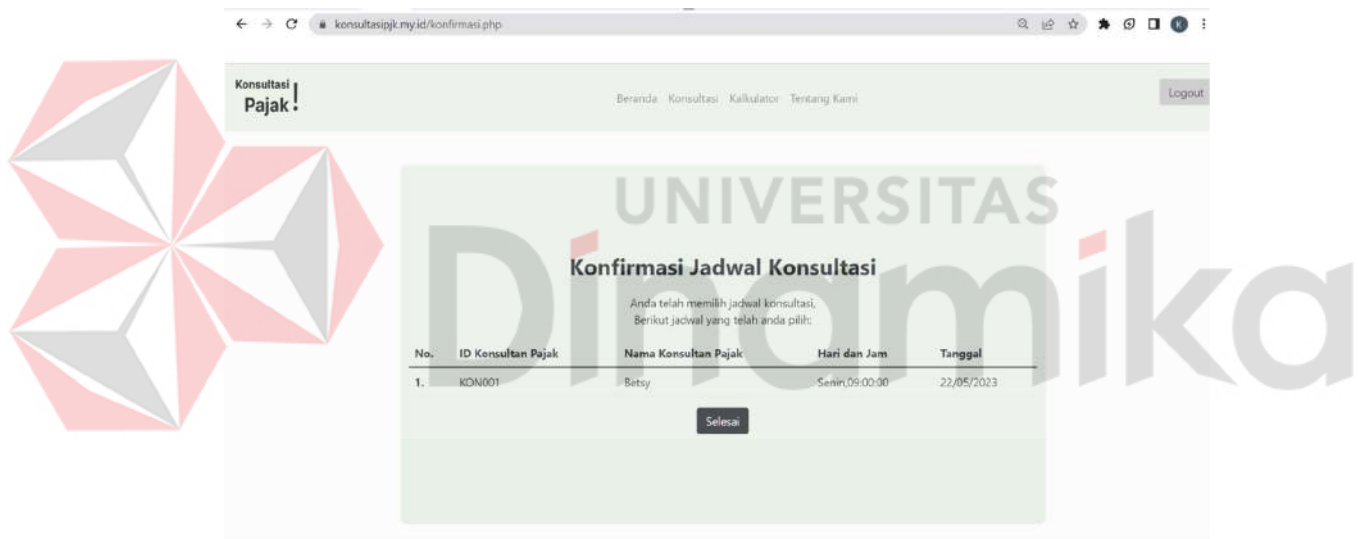 konsultasipjk.my.id/konfirmasi.php
K
Konsultasi
Pajak!
Beranda Konsultasi Kalkulator Tentang Kami
Logout
UNIVERSITAS
Dinamika
Konfirmasi Jadwal Konsultasi
Anda telah memilih jadwal konsultasi,
Berikut jadwal yang telah anda pilih:
No. ID Konsultan Pajak Nama Konsultan Pajak Hari dan Jam Tanggal
1. KON001 Betsy Senin,09:00:00 22/05/2023
Selesai